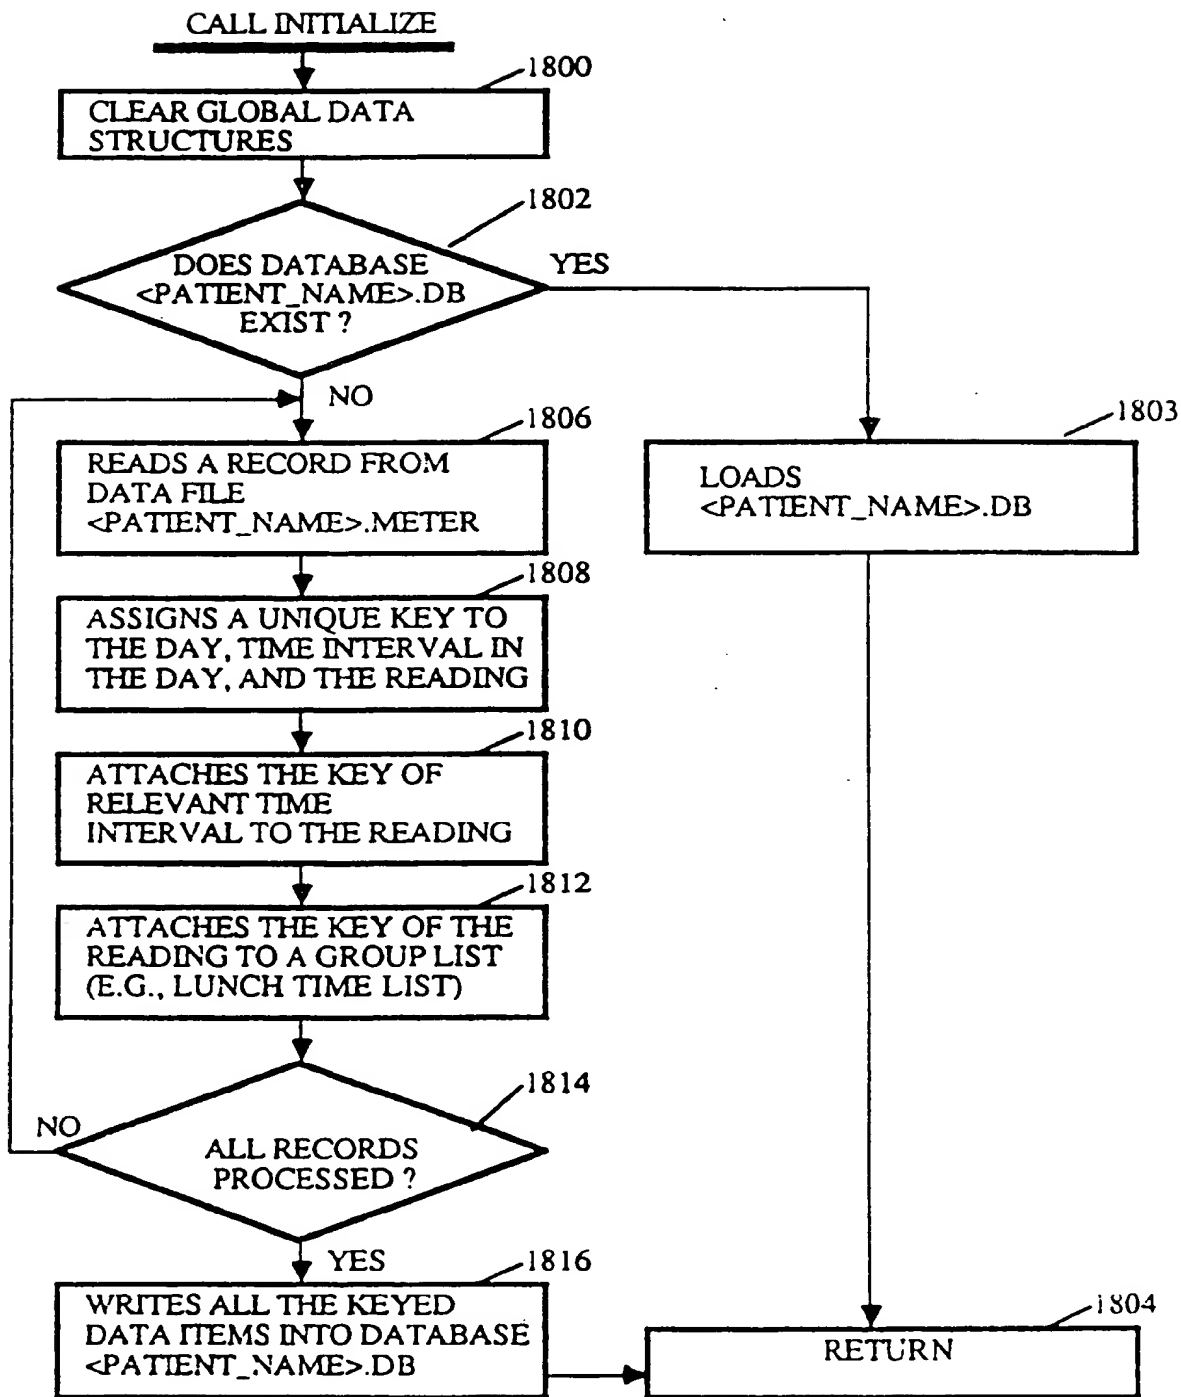 CALL INITIALIZE
1800
CLEAR GLOBAL DATA
STRUCTURES
1802
DOES DATABASE
<PATIENT_NAME>.DB
EXIST ?
YES
NO
1806
READS A RECORD FROM
DATA FILE
<PATIENT_NAME>.METER
1803
LOADS
<PATIENT_NAME>.DB
1808
ASSIGNS A UNIQUE KEY TO
THE DAY, TIME INTERVAL IN
THE DAY, AND THE READING
1810
ATTACHES THE KEY OF
RELEVANT TIME
INTERVAL TO THE READING
1812
ATTACHES THE KEY OF THE
READING TO A GROUP LIST
(E.G., LUNCH TIME LIST)
1814
NO
ALL RECORDS
PROCESSED ?
YES
1816
WRITES ALL THE KEYED
DATA ITEMS INTO DATABASE
<PATIENT_NAME>.DB
1804
RETURN